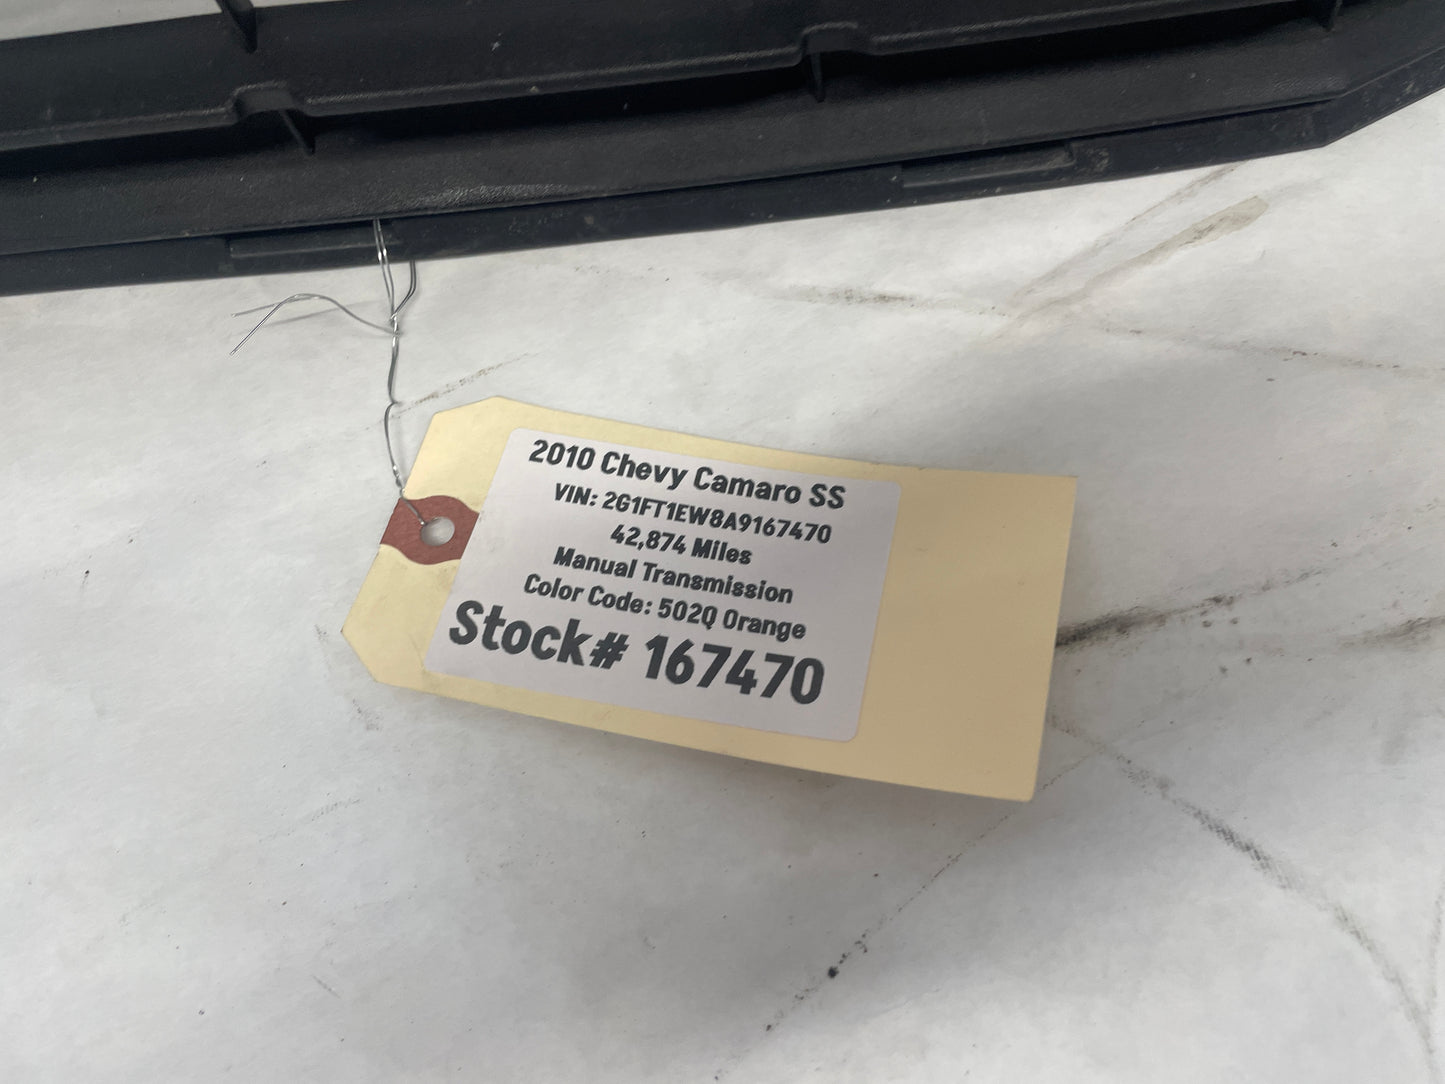 2010 Chevy Camaro SS
VIN: 2G1FT1EW8A9167470
42,874 Miles
Manual Transmission
Color Code: 502Q Orange
Stock# 167470